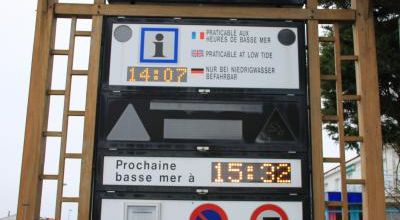 PRATICABLE AUX
HEURES DE BASSE MER
PRATICABLE AT LOW TIDE
NUR BEI NIEDRIGWASSER
BEFAHRBAR
i
14:07
Prochaine
basse mer à
15:32